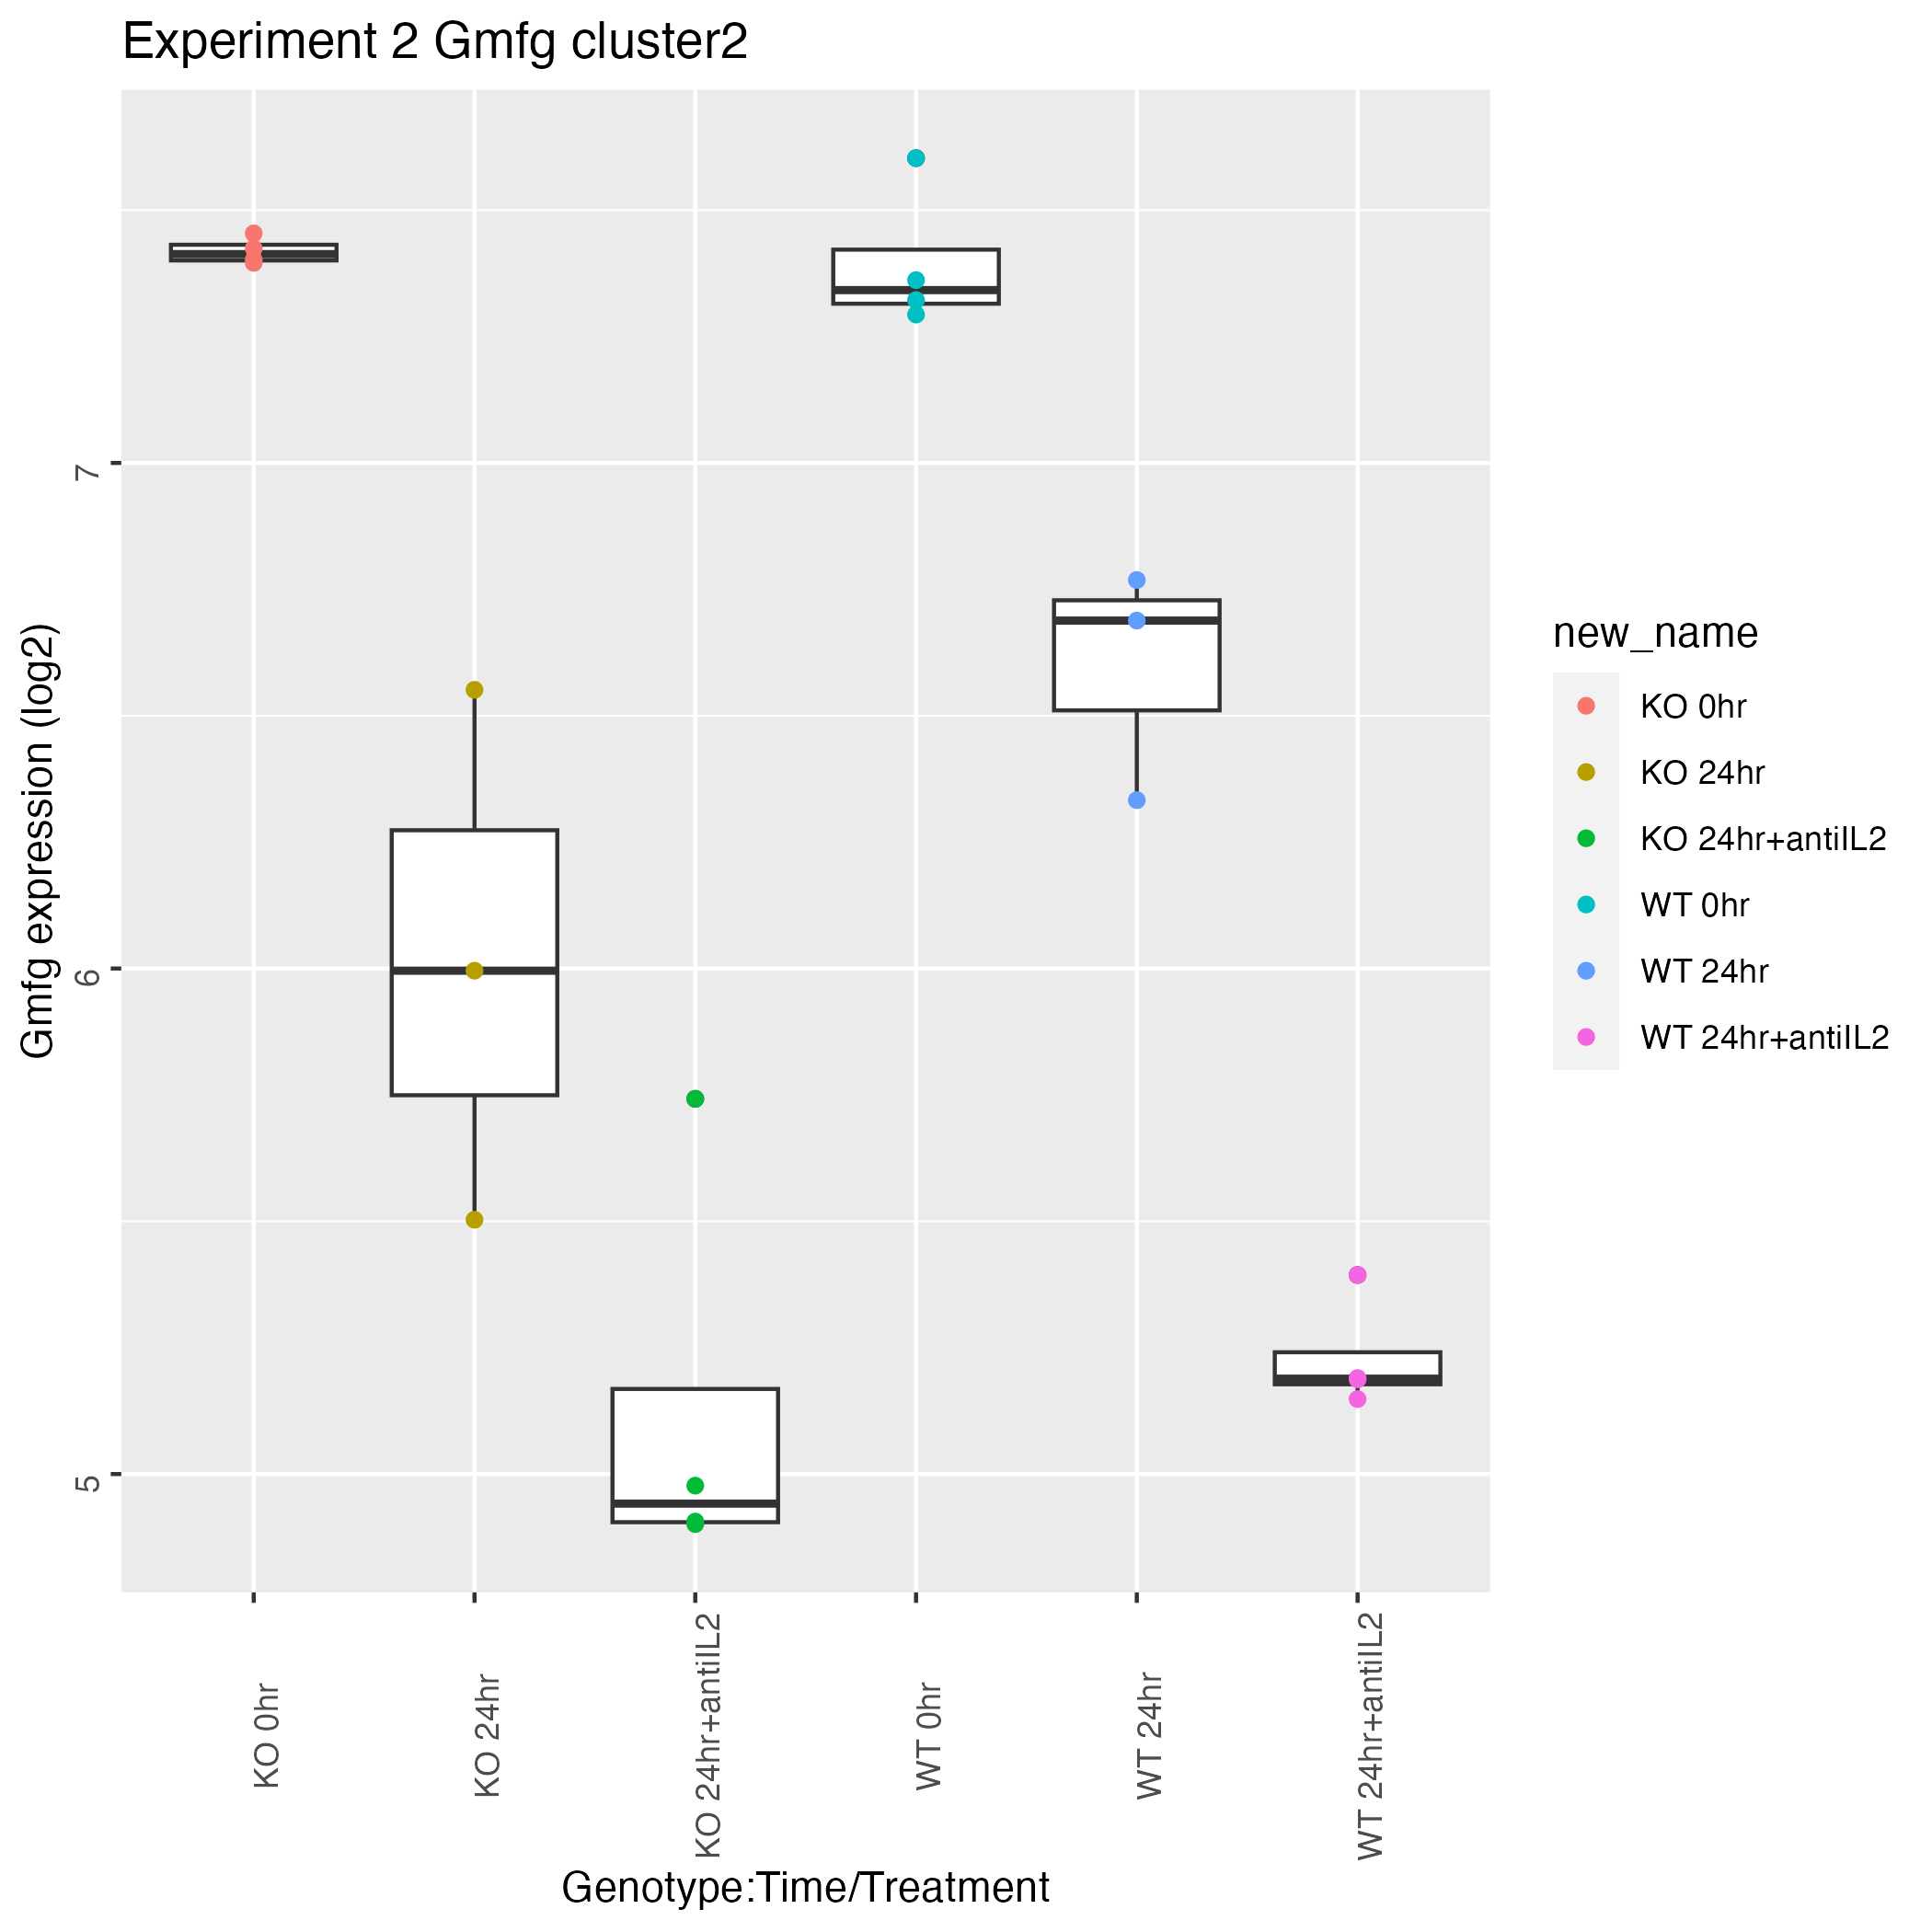 Experiment 2 Gmfg cluster2
Gmfg expression (log2)
7
6
5
KO 0hr
KO 24hr
KO 24hr+antiIL2
WT 0hr
WT 24hr
WT 24hr+antiIL2
Genotype:Time/Treatment
new_name
KO 0hr
KO 24hr
KO 24hr+antiIL2
WT 0hr
WT 24hr
WT 24hr+antiIL2